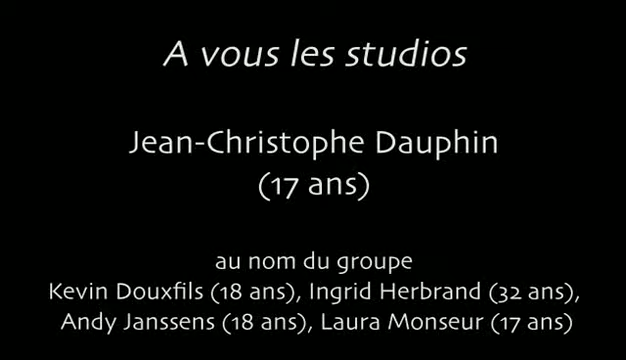 A vous les studios
Jean-Christophe Dauphin
(17 ans)
au nom du groupe
Kevin Douxfils (18 ans), Ingrid Herbrand (32 ans),
Andy Janssens (18 ans), Laura Monseur (17 ans)